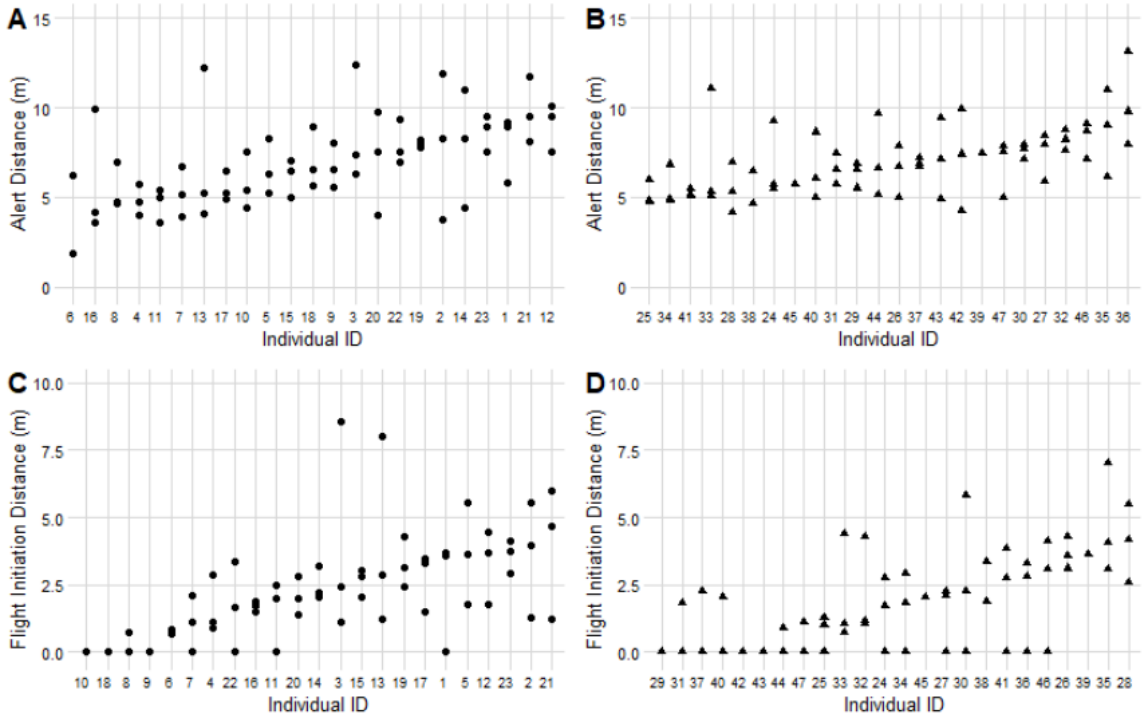 A
15
10
5
0
Alert Distance (m)
6 16 8 4 11 7 13 17 10 5 15 18 9 3 20 22 19 2 14 23 1 21 12
Individual ID
B
15
10
5
0
Alert Distance (m)
25 34 41 33 28 38 24 45 40 31 29 44 26 37 43 42 39 47 30 27 32 46 35 36
Individual ID
C
10.0
7.5
5.0
2.5
0.0
Flight Initiation Distance (m)
10 18 8 9 6 7 4 22 16 11 20 14 3 15 13 19 17 1 5 12 23 2 21
Individual ID
D
10.0
7.5
5.0
2.5
0.0
Flight Initiation Distance (m)
29 31 37 40 42 43 44 47 25 33 32 24 34 45 27 30 38 41 36 46 26 39 35 28
Individual ID